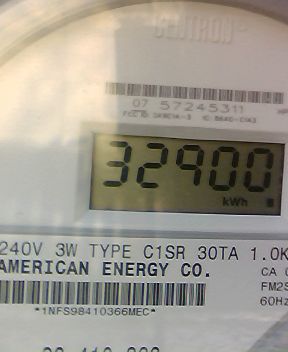 CENTRON
07 57245311
32900
kWh
240V 3W TYPE C1SR 30TA 1.0K
AMERICAN ENERGY CO.
CA 0
FM2S
60Hz
*1NFS98410366MEC*